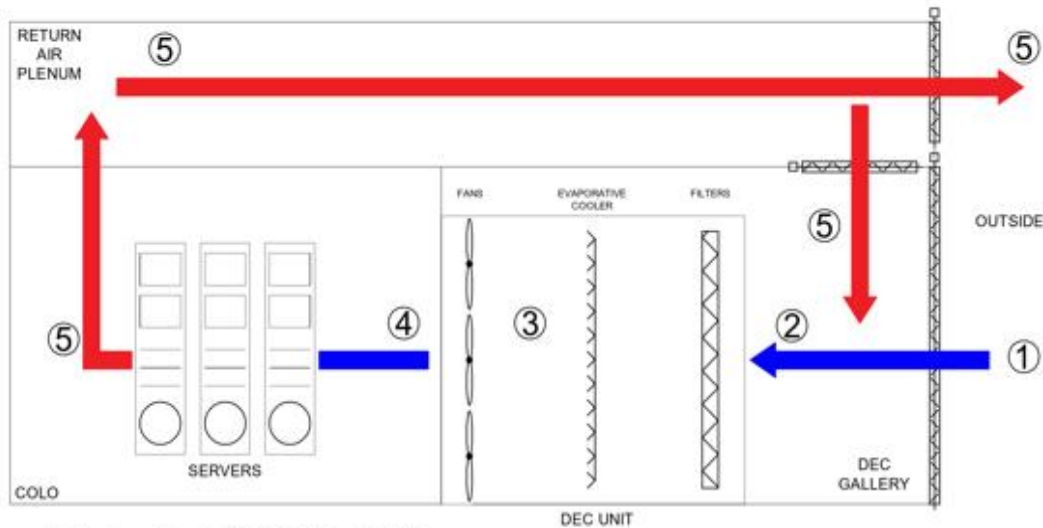 RETURN
AIR
PLENUM
⑤
⑤
FANS
EVAPORATIVE
COOLER
FILTERS
OUTSIDE
⑤
④
③
②
①
⑤
SERVERS
COLO
DEC
GALLERY
DEC UNIT